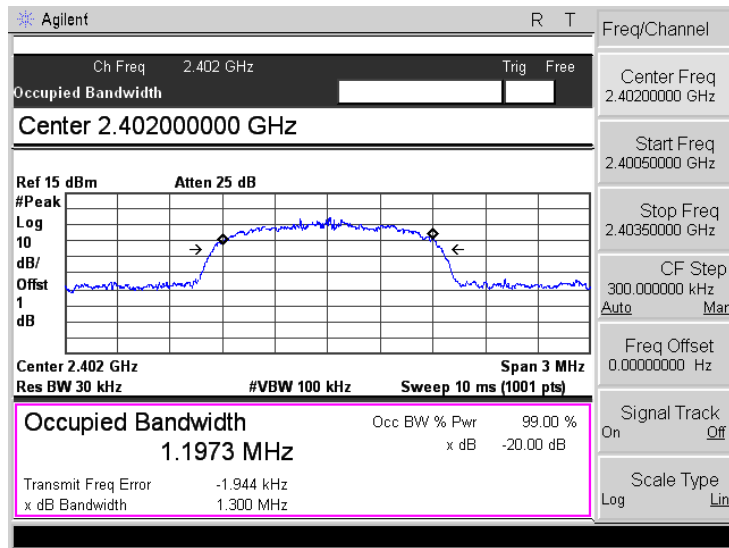 Agilent
R T
Ch Freq 2.402 GHz Trig Free
Occupied Bandwidth
Center 2.402000000 GHz
Ref 15 dBm Atten 25 dB
#Peak
Log
10
dB/
Offst
1
dB
Center 2.402 GHz Span 3 MHz
Res BW 30 kHz #VBW 100 kHz Sweep 10 ms (1001 pts)
Occupied Bandwidth Occ BW % Pwr 99.00 %
1.1973 MHz x dB -20.00 dB
Transmit Freq Error -1.944 kHz
x dB Bandwidth 1.300 MHz
Freq/Channel
Center Freq
2.40200000 GHz
Start Freq
2.40050000 GHz
Stop Freq
2.40350000 GHz
CF Step
300.000000 kHz
Auto Mar
Freq Offset
0.00000000 Hz
Signal Track
On Off
Scale Type
Log Lin